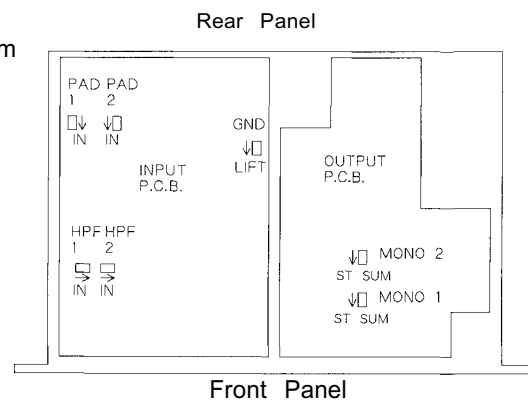 Rear Panel
m
PAD PAD
1 2
IN IN
GND
LIFT
INPUT
P.C.B.
OUTPUT
P.C.B.
HPF HPF
1 2
IN IN
MONO 2
ST SUM
MONO 1
ST SUM
Front Panel